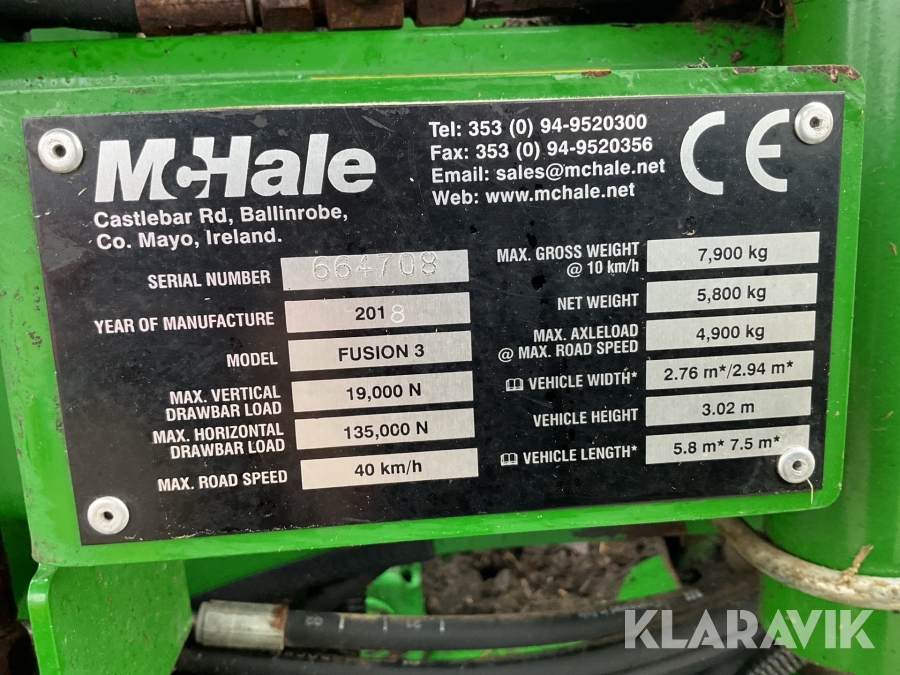 McHale
Castlebar Rd, Ballinrobe,
Co. Mayo, Ireland.
Tel: 353 (0) 94-9520300
Fax: 353 (0) 94-9520356
Email: sales@mchale.net
Web: www.mchale.net
CE
SERIAL NUMBER 664708
YEAR OF MANUFACTURE 2018
MODEL FUSION 3
MAX. VERTICAL
DRAWBAR LOAD 19,000 N
MAX. HORIZONTAL
DRAWBAR LOAD 135,000 N
MAX. ROAD SPEED 40 km/h
MAX. GROSS WEIGHT
@ 10 km/h 7,900 kg
NET WEIGHT 5,800 kg
MAX. AXLELOAD
@ MAX. ROAD SPEED 4,900 kg
VEHICLE WIDTH* 2.76 m*/2.94 m*
VEHICLE HEIGHT 3.02 m
VEHICLE LENGTH* 5.8 m* 7.5 m*
KLARAVIK